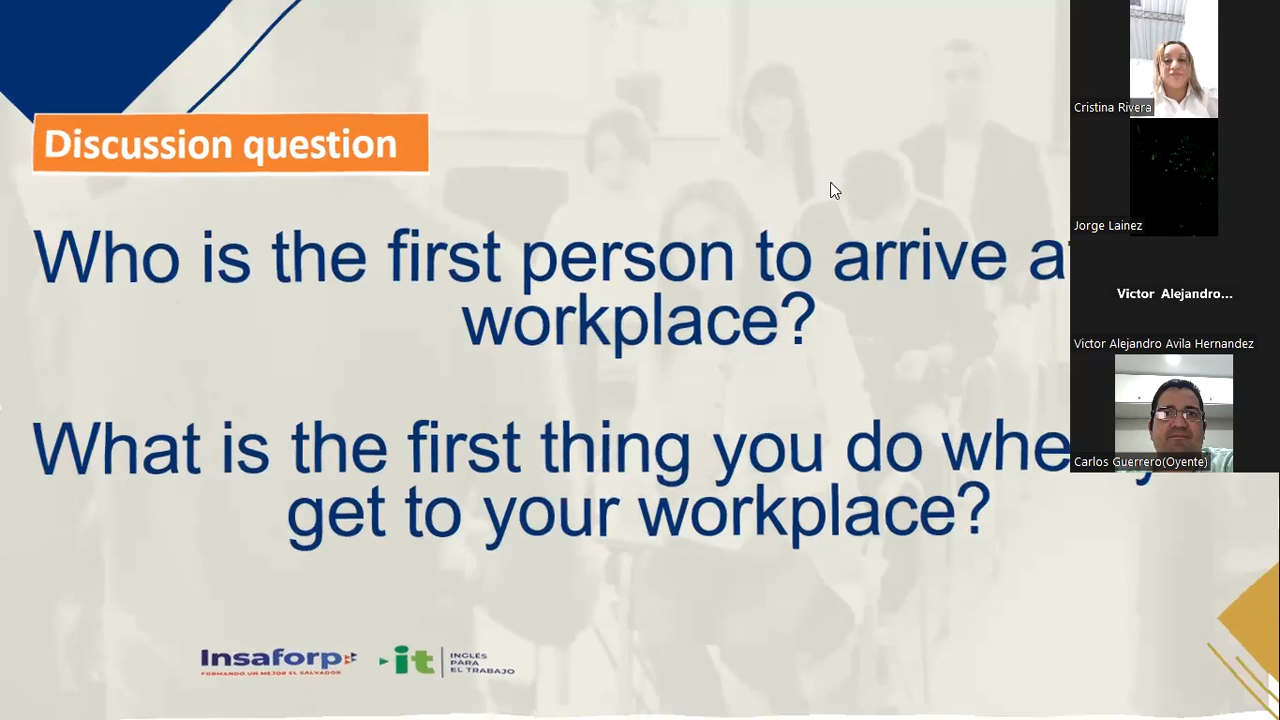 Discussion question
Who is the first person to arrive a
workplace?
What is the first thing you do whe
get to your workplace?
Insaforp
FORMANDO UN MEJOR EL SALVADOR
it
INGLÉS
PARA
EL TRABAJO
Cristina Rivera
Jorge Lainez
Victor Alejandro...
Victor Alejandro Avila Hernandez
Carlos Guerrero(Oyente)